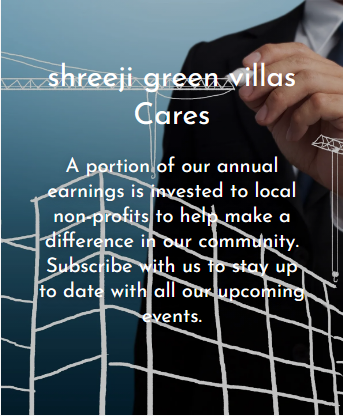 shreeji green villas
Cares
A portion of our annual
earnings is invested to local
non-profits to help make a
difference in our community.
Subscribe with us to stay up
to date with all our upcoming
events.